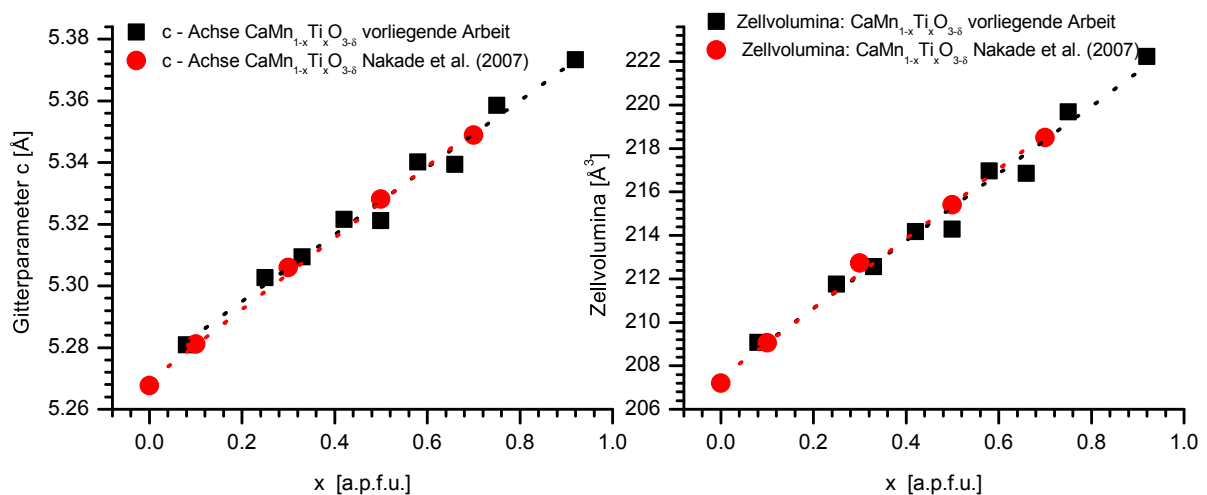 c - Achse CaMn1-xTixO3-δ vorliegende Arbeit
c - Achse CaMn1-xTixO3-δ Nakade et al. (2007)
5.38
5.36
5.34
5.32
5.30
5.28
5.26
Gitterparameter c [Å]
0.0 0.2 0.4 0.6 0.8 1.0
x [a.p.f.u.]
Zellvolumina: CaMn1-xTixO3-δ vorliegende Arbeit
Zellvolumina: CaMn1-xTixO3-δ Nakade et al. (2007)
222
220
218
216
214
212
210
208
206
Zellvolumina [Å³]
0.0 0.2 0.4 0.6 0.8 1.0
x [a.p.f.u.]